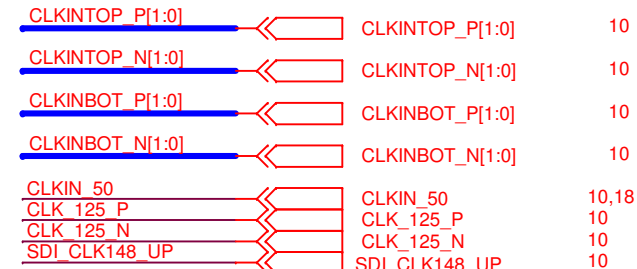 CLKINTOP_P[1:0] CLKINTOP_P[1:0] 10
CLKINTOP_N[1:0] CLKINTOP_N[1:0] 10
CLKINBOT_P[1:0] CLKINBOT_P[1:0] 10
CLKINBOT_N[1:0] CLKINBOT_N[1:0] 10
CLKIN_50 CLKIN_50 10,18
CLK_125_P CLK_125_P 10
CLK_125_N CLK_125_N 10
SDI_CLK148_UP SDI_CLK148_UP 10